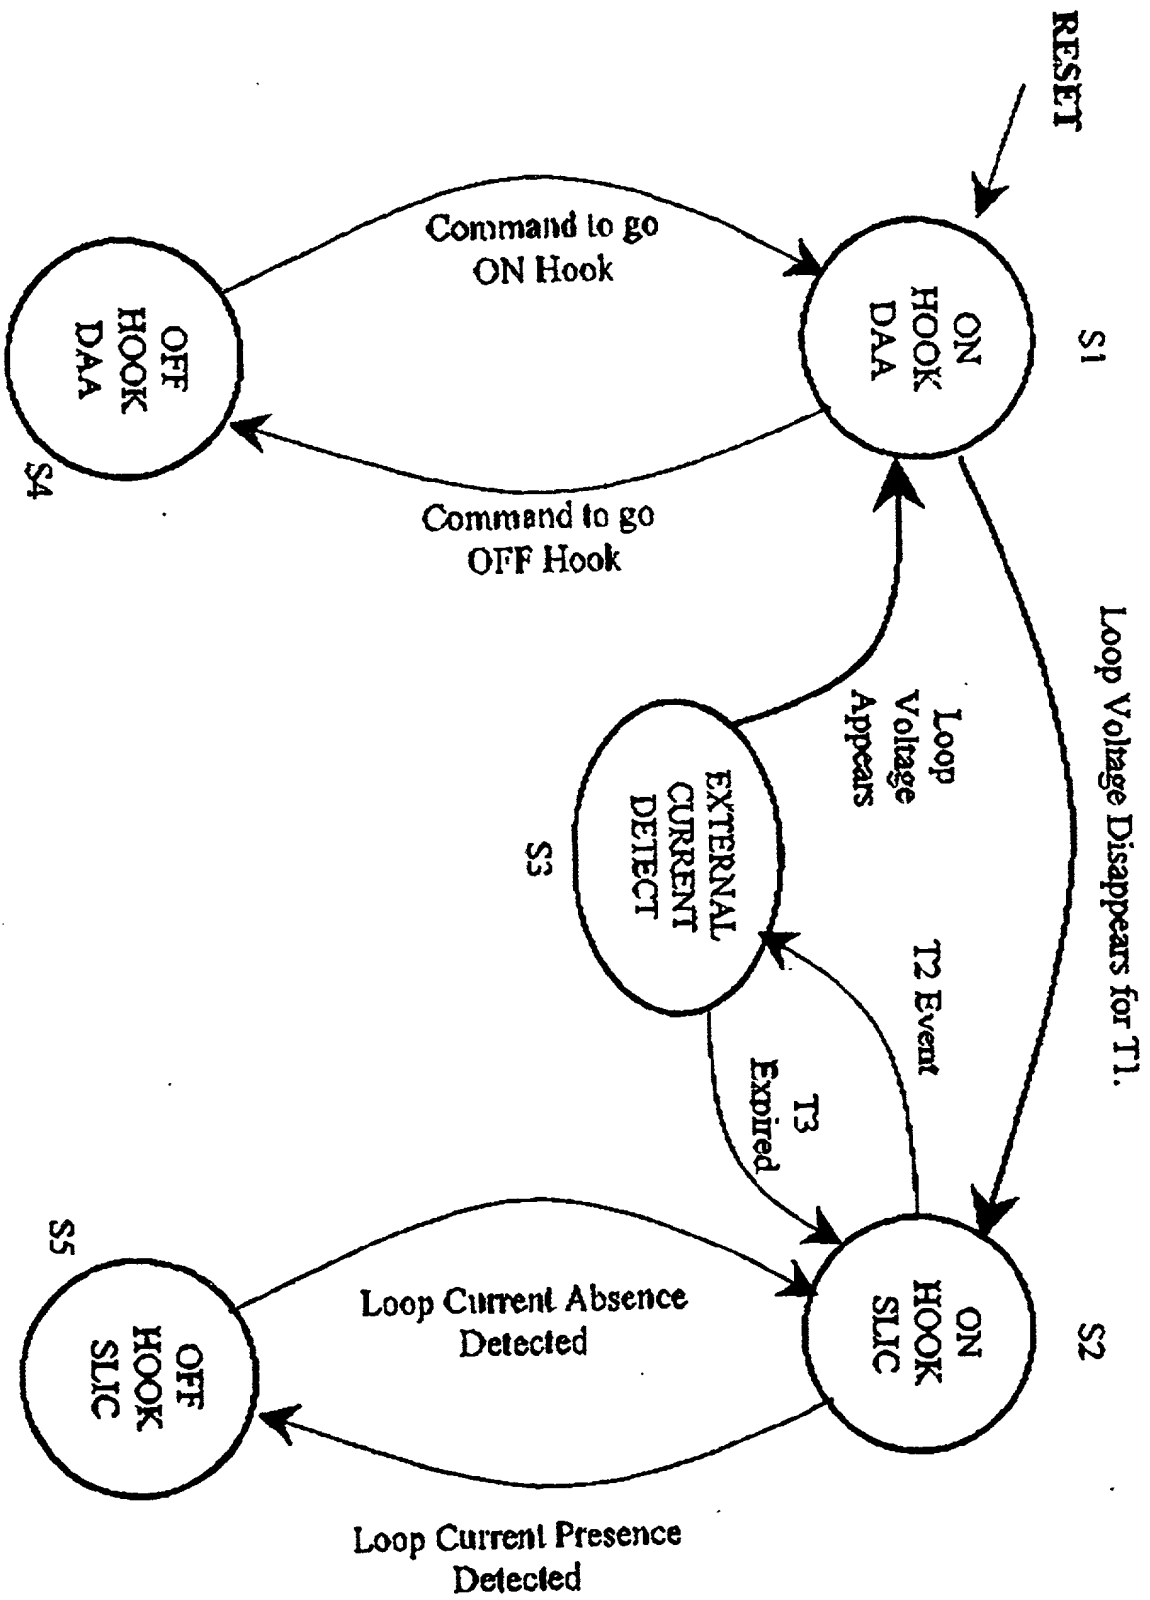 RESET
S1
ON
HOOK
DAA
Loop Voltage Disappears for T1.
S2
ON
HOOK
SLIC
Loop
Voltage
Appears
T2 Event
T3
Expired
EXTERNAL
CURRENT
DETECT
S3
Command to go
ON Hook
Command to go
OFF Hook
Loop Current Absence
Detected
Loop Current Presence
Detected
OFF
HOOK
DAA
S4
S5
OFF
HOOK
SLIC